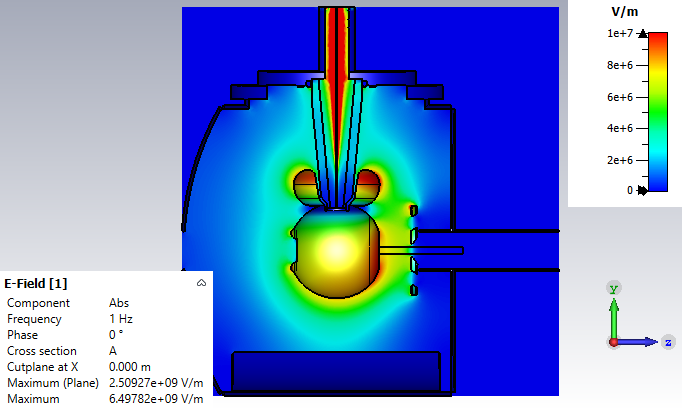 V/m
1e+7
8e+6
6e+6
4e+6
2e+6
0
y
z
E-Field [1]
Component Abs
Frequency 1 Hz
Phase 0 °
Cross section A
Cutplane at X 0.000 m
Maximum (Plane) 2.50927e+09 V/m
Maximum 6.49782e+09 V/m